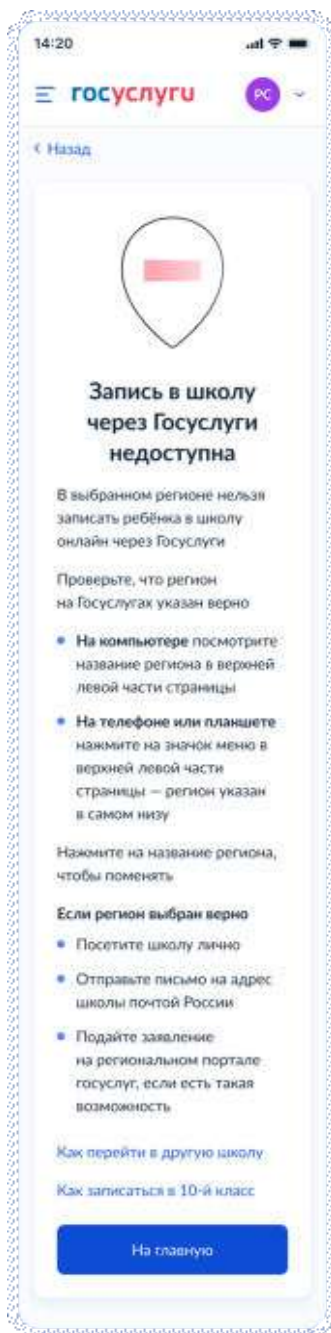 14:20
госуслуги
РС
Назад
Запись в школу
через Госуслуги
недоступна
В выбранном регионе нельзя
записать ребёнка в школу
онлайн через Госуслуги
Проверьте, что регион
на Госуслугах указан верно
На компьютере посмотрите
название региона в верхней
левой части страницы
На телефоне или планшете
нажмите на значок меню в
верхней левой части
страницы — регион указан
в самом низу
Нажмите на название региона,
чтобы поменять
Если регион выбран верно
Посетите школу лично
Отправьте письмо на адрес
школы почтой России
Подайте заявление
на региональном портале
госуслуг, если есть такая
возможность
Как перейти в другую школу
Как записаться в 10-й класс
На главную